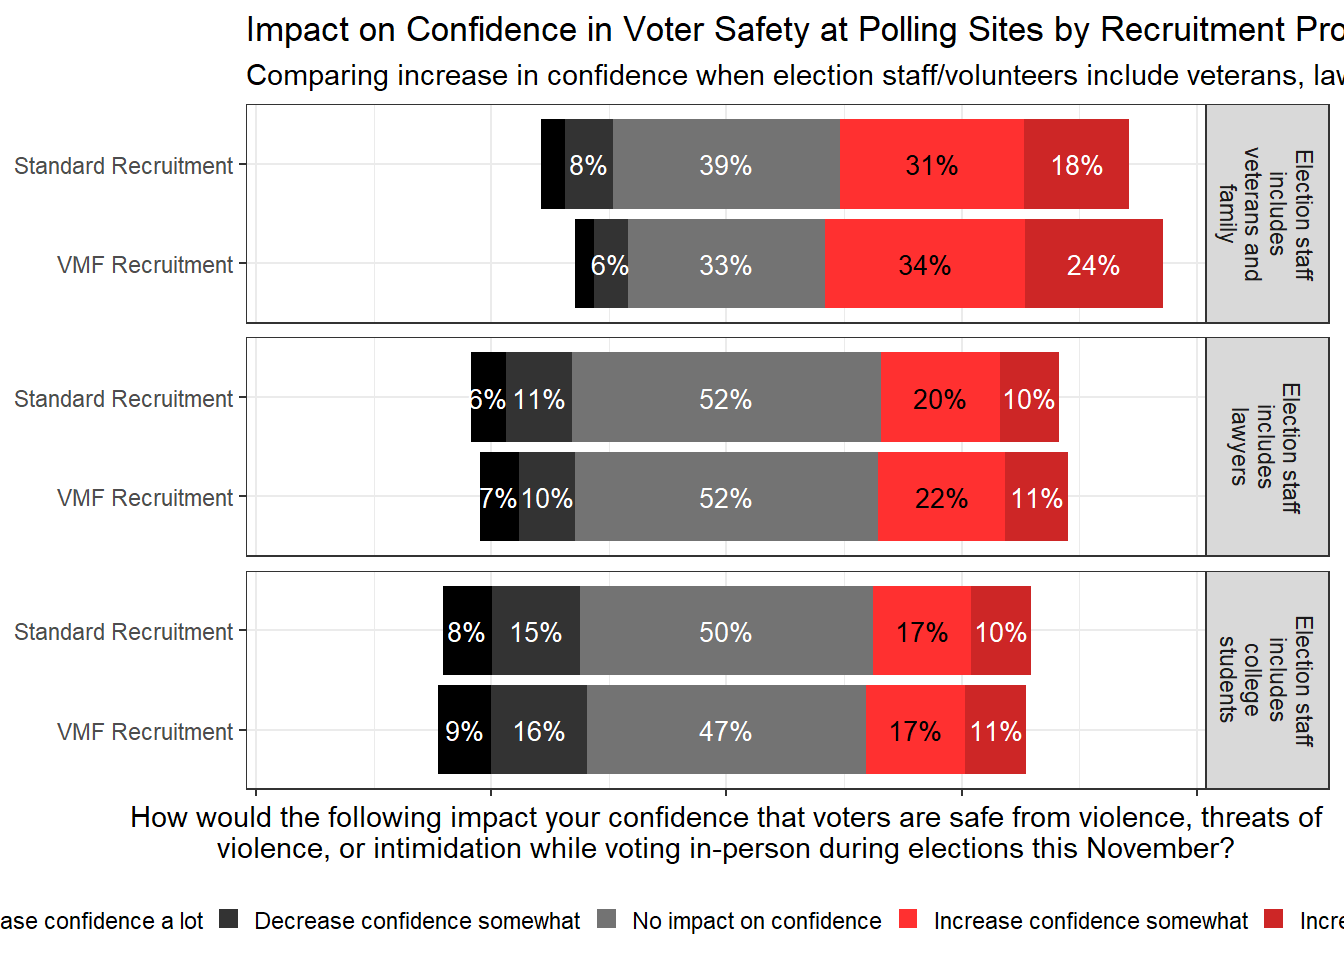 Impact on Confidence in Voter Safety at Polling Sites by Recruitment
Comparing increase in confidence when election staff/volunteers include veterans,
Standard Recruitment
8% 39% 31% 18%
VMF Recruitment
6% 33% 34% 24%
Election staff
includes
veterans and
family
Standard Recruitment
6% 11% 52% 20% 10%
VMF Recruitment
7% 10% 52% 22% 11%
Election staff
includes
lawyers
Standard Recruitment
8% 15% 50% 17% 10%
VMF Recruitment
9% 16% 47% 17% 11%
Election staff
includes
college
students
How would the following impact your confidence that voters are safe from violence, threats of
violence, or intimidation while voting in-person during elections this November?
confidence a lot Decrease confidence somewhat No impact on confidence Increase confidence somewhat